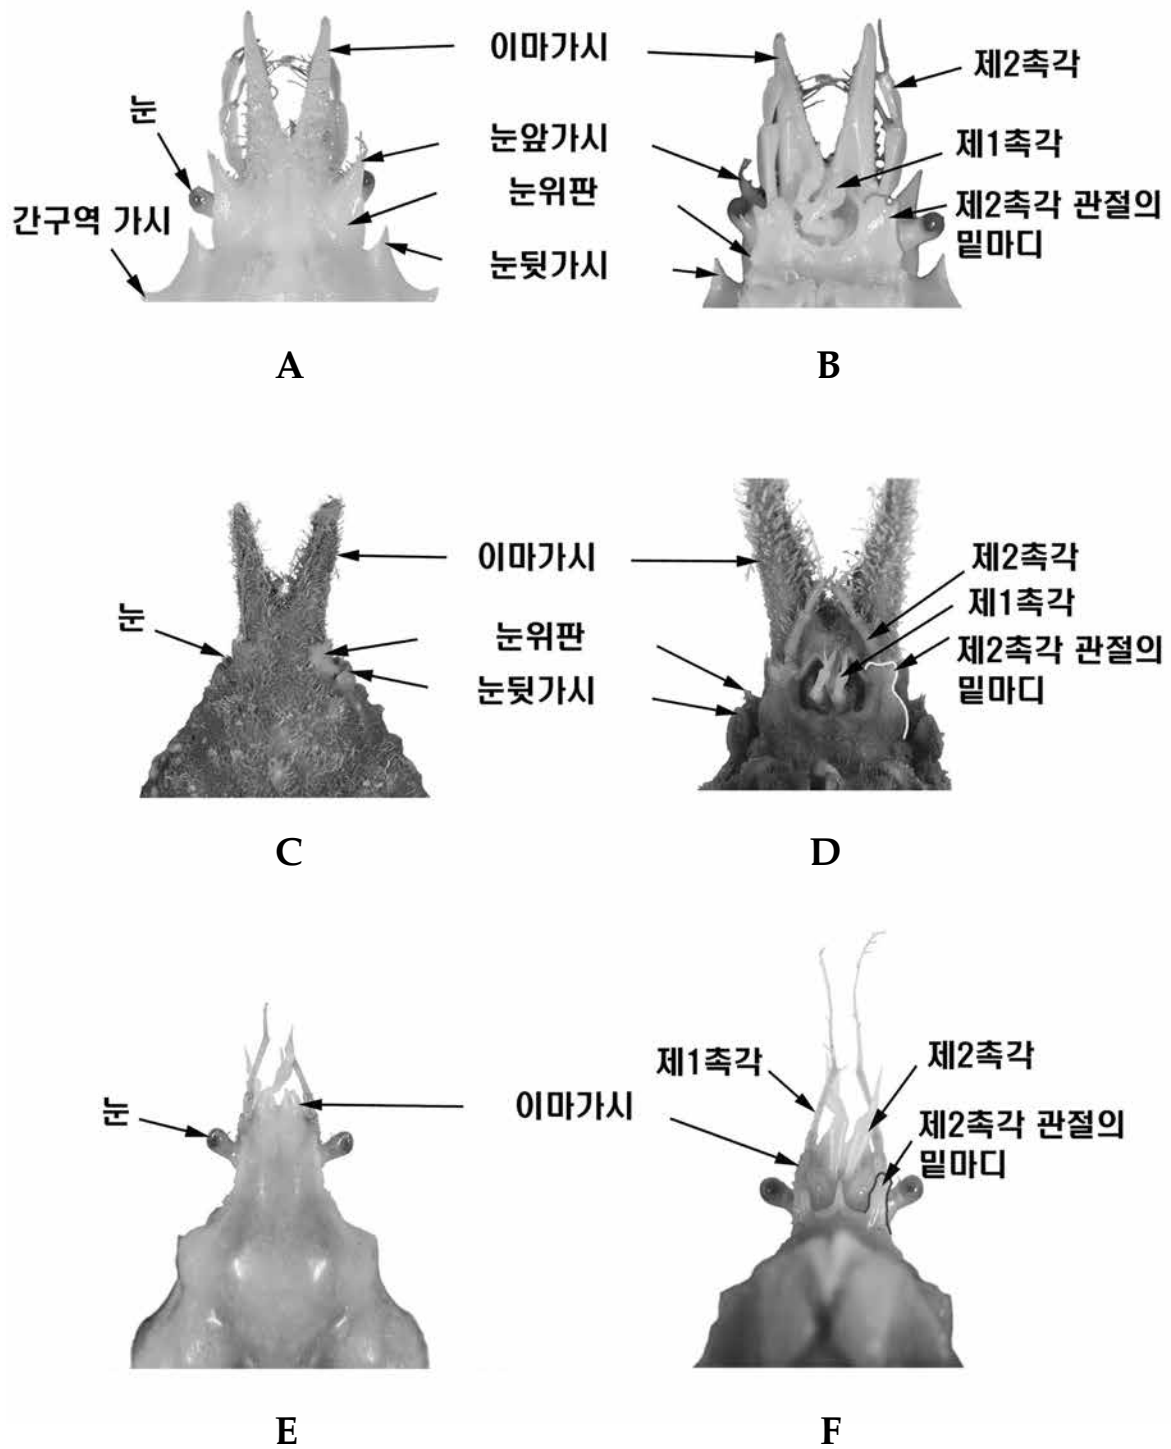 이마가시
제2촉각
눈
눈앞가시
제1촉각
눈위판
간구역 가시
제2촉각 관절의
밑마디
눈뒷가시
A
B
이마가시
제2촉각
제1촉각
눈
눈위판
제2촉각 관절의
밑마디
눈뒷가시
C
D
제1촉각
제2촉각
눈
이마가시
제2촉각 관절의
밑마디
E
F